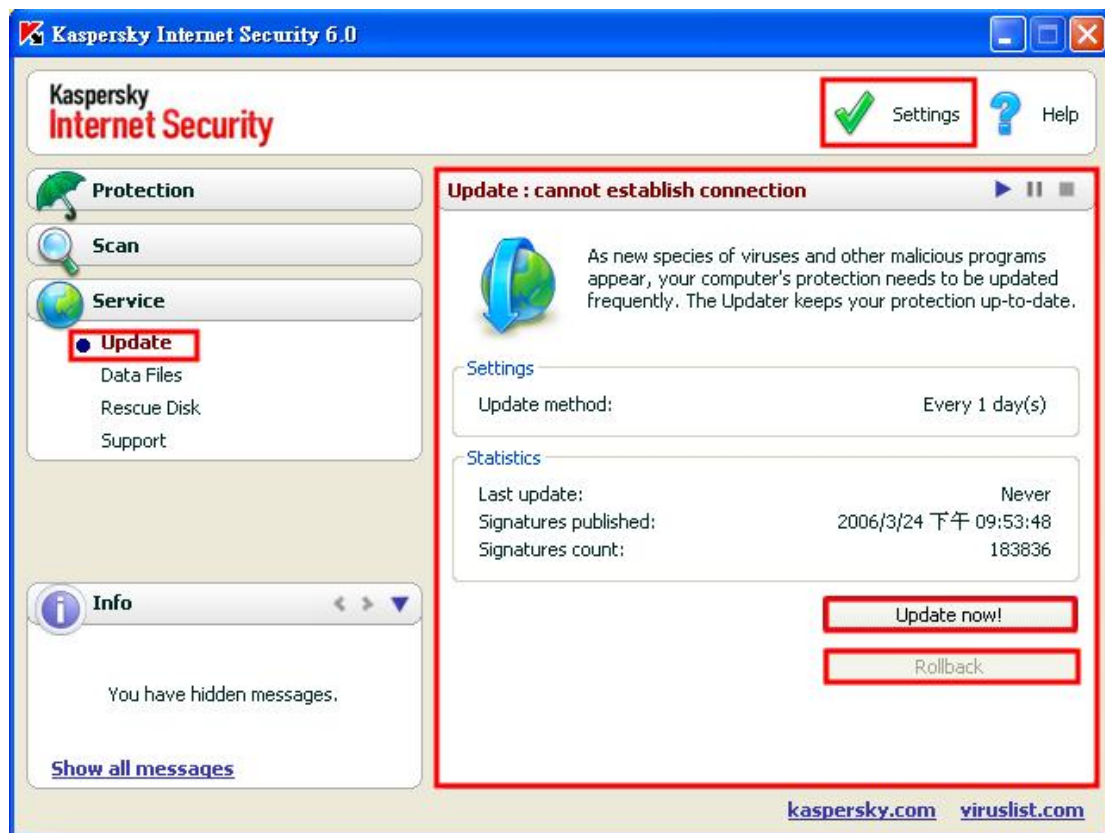 Kaspersky Internet Security 6.0
Kaspersky
Internet Security
Settings
Help
Protection
Scan
Service
Update
Data Files
Rescue Disk
Support
Info
You have hidden messages.
Show all messages
Update : cannot establish connection
As new species of viruses and other malicious programs
appear, your computer's protection needs to be updated
frequently. The Updater keeps your protection up-to-date.
Settings
Update method: Every 1 day(s)
Statistics
Last update: Never
Signatures published: 2006/3/24 下午 09:53:48
Signatures count: 183836
Update now!
Rollback
kaspersky.com viruslist.com